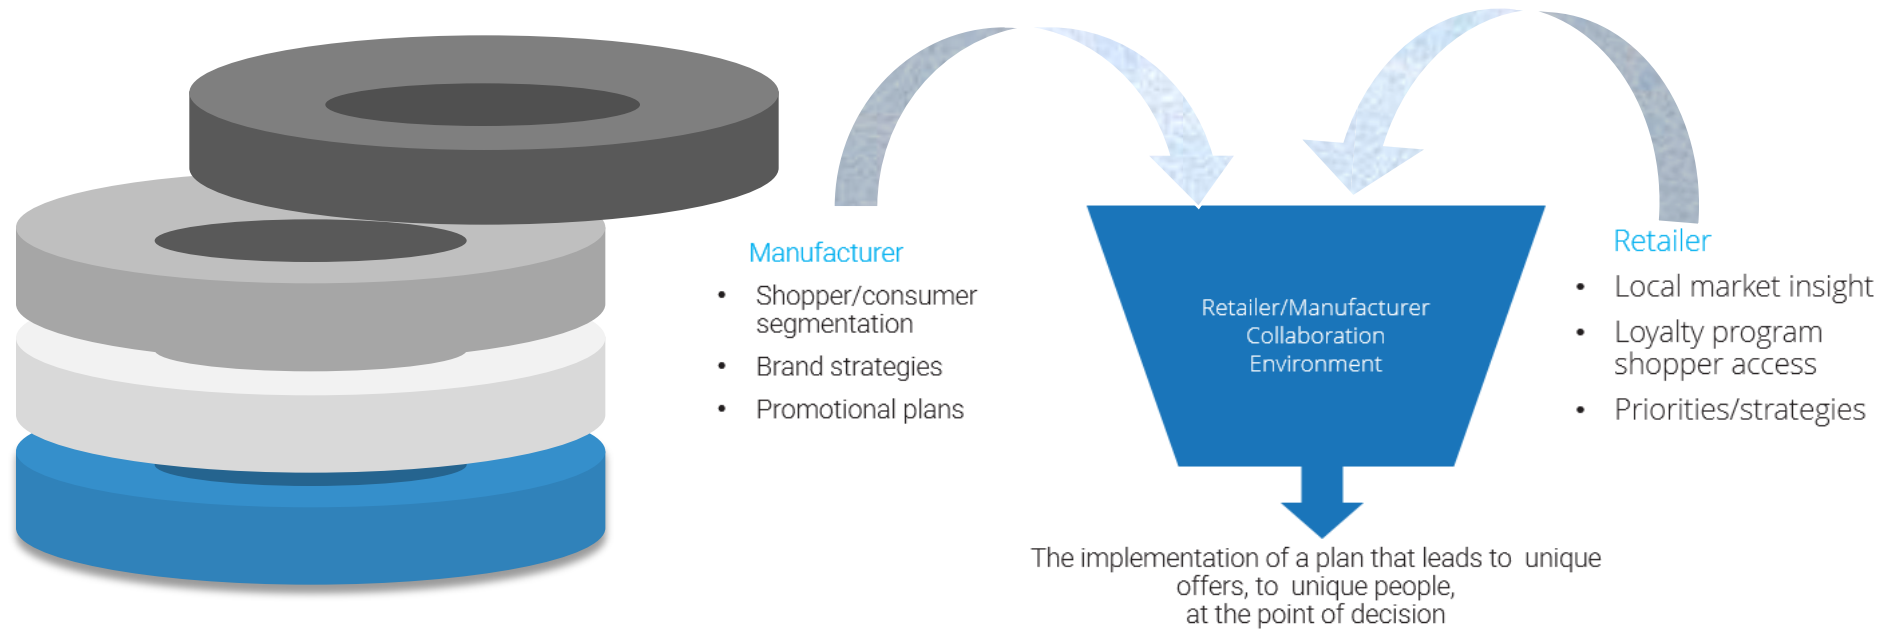 Manufacturer
• Shopper/consumer
segmentation
• Brand strategies
• Promotional plans
Retailer/Manufacturer
Collaboration
Environment
Retailer
• Local market insight
• Loyalty program
shopper access
• Priorities/strategies
The implementation of a plan that leads to unique
offers, to unique people,
at the point of decision